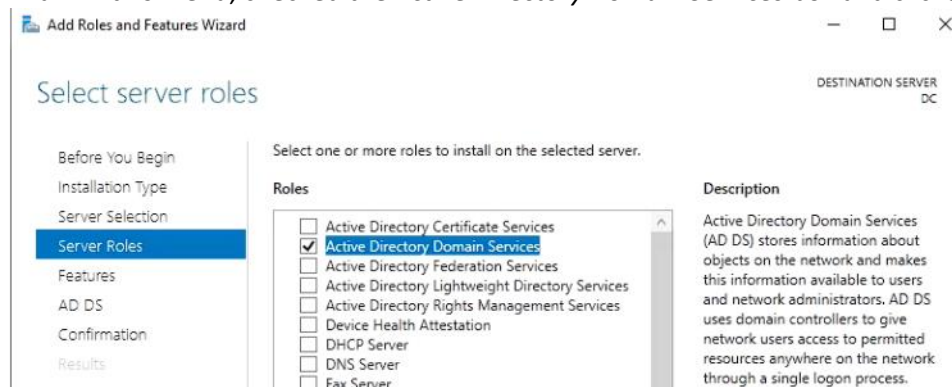 Add Roles and Features Wizard
Select server roles
DESTINATION SERVER
DC
Before You Begin
Installation Type
Server Selection
Server Roles
Features
AD DS
Confirmation
Results
Select one or more roles to install on the selected server.
Roles
Active Directory Certificate Services
Active Directory Domain Services
Active Directory Federation Services
Active Directory Lightweight Directory Services
Active Directory Rights Management Services
Device Health Attestation
DHCP Server
DNS Server
Fax Server
Description
Active Directory Domain Services
(AD DS) stores information about
objects on the network and makes
this information available to users
and network administrators. AD DS
uses domain controllers to give
network users access to permitted
resources anywhere on the network
through a single logon process.